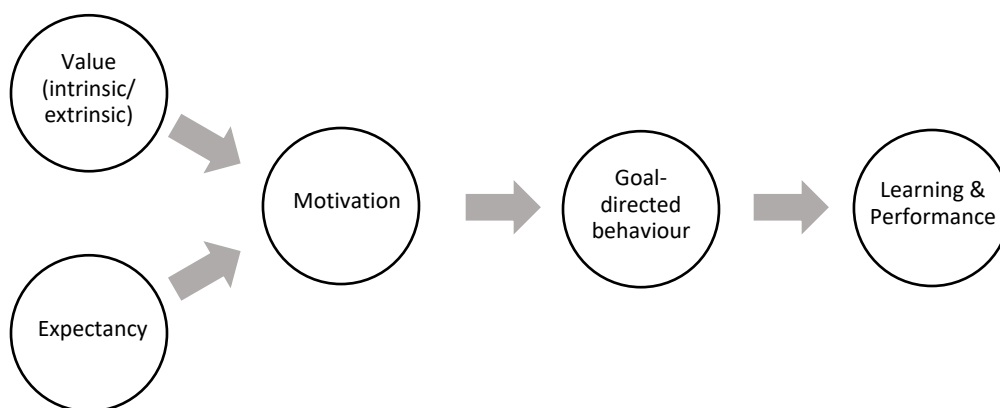 Value
(intrinsic/
extrinsic)
Expectancy
Motivation
Goal-
directed
behaviour
Learning &
Performance